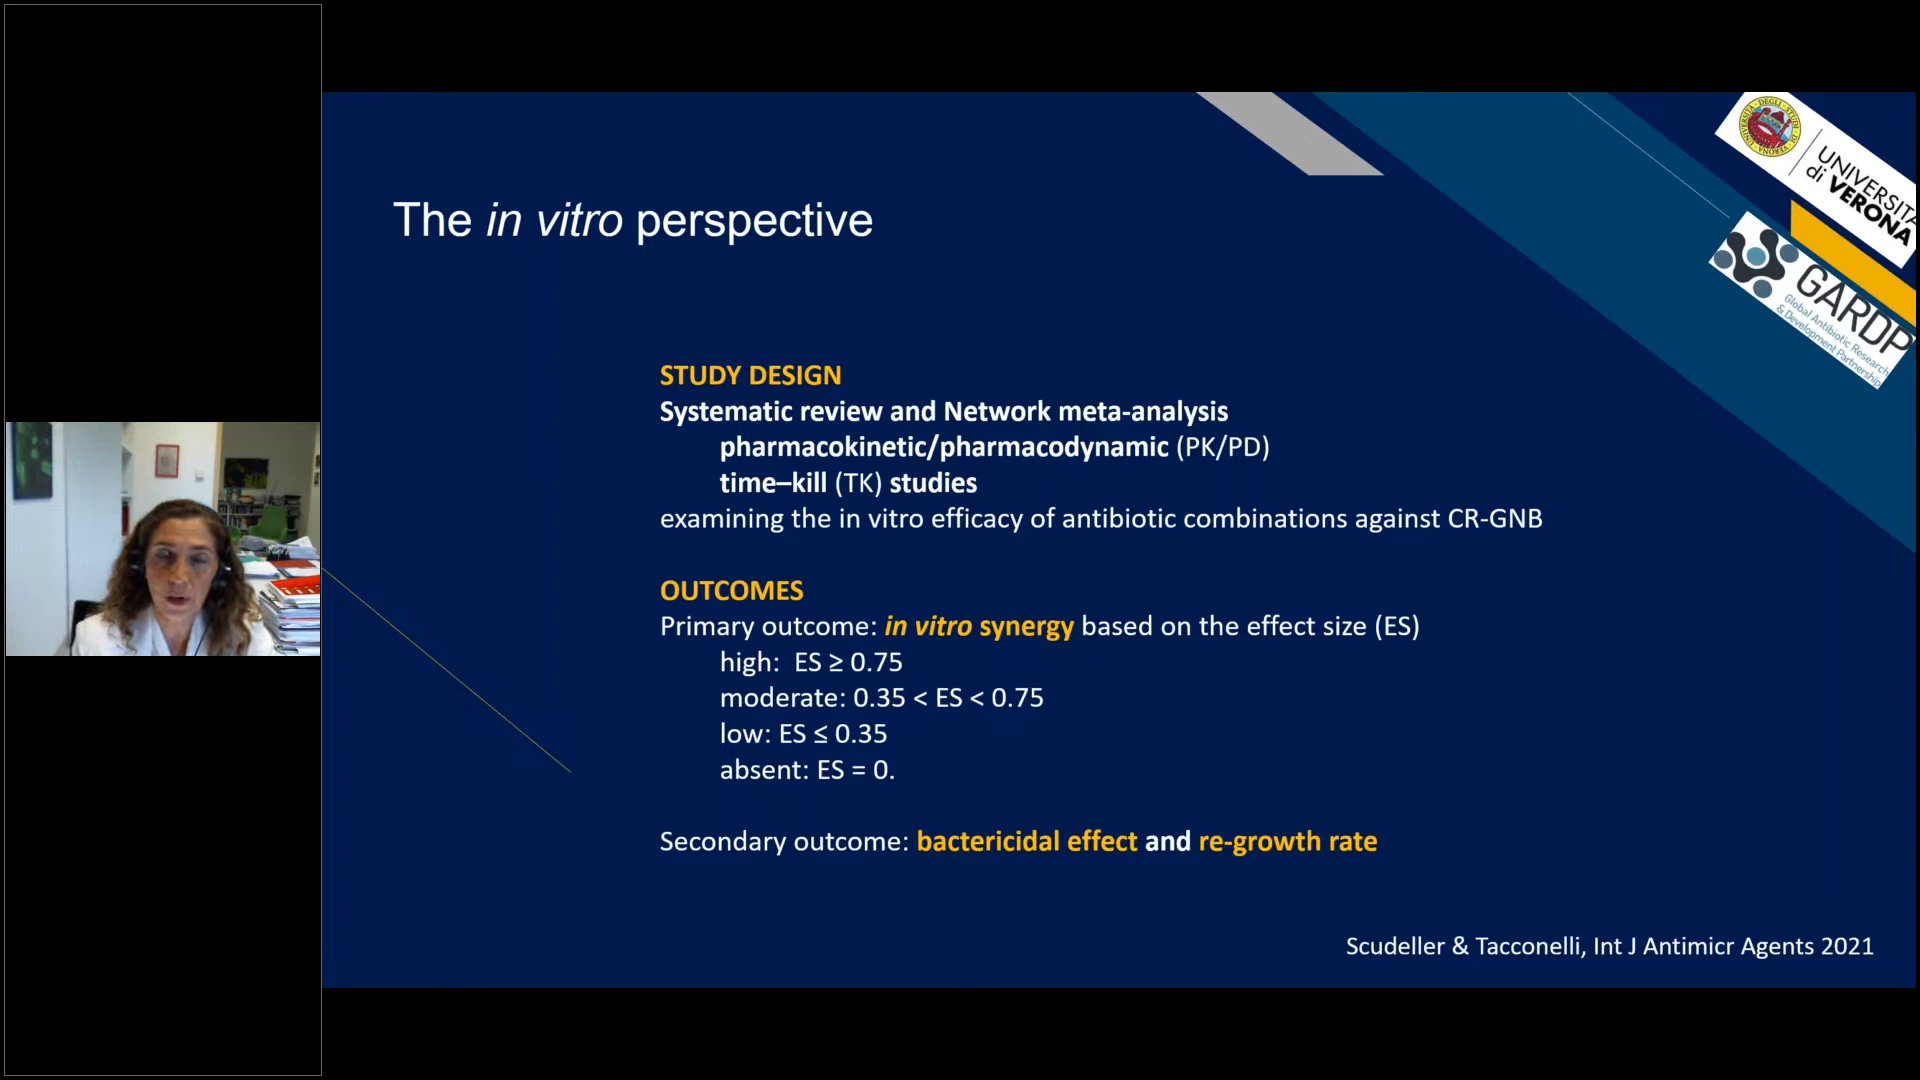 The in vitro perspective
UNIVERSITÀ
di VERONA
GARDP
Global Antibiotic Research
& Development Partnership
STUDY DESIGN
Systematic review and Network meta-analysis
pharmacokinetic/pharmacodynamic (PK/PD)
time–kill (TK) studies
examining the in vitro efficacy of antibiotic combinations against CR-GNB
OUTCOMES
Primary outcome: in vitro synergy based on the effect size (ES)
high: ES ≥ 0.75
moderate: 0.35 < ES < 0.75
low: ES ≤ 0.35
absent: ES = 0.
Secondary outcome: bactericidal effect and re-growth rate
Scudeller & Tacconelli, Int J Antimicr Agents 2021